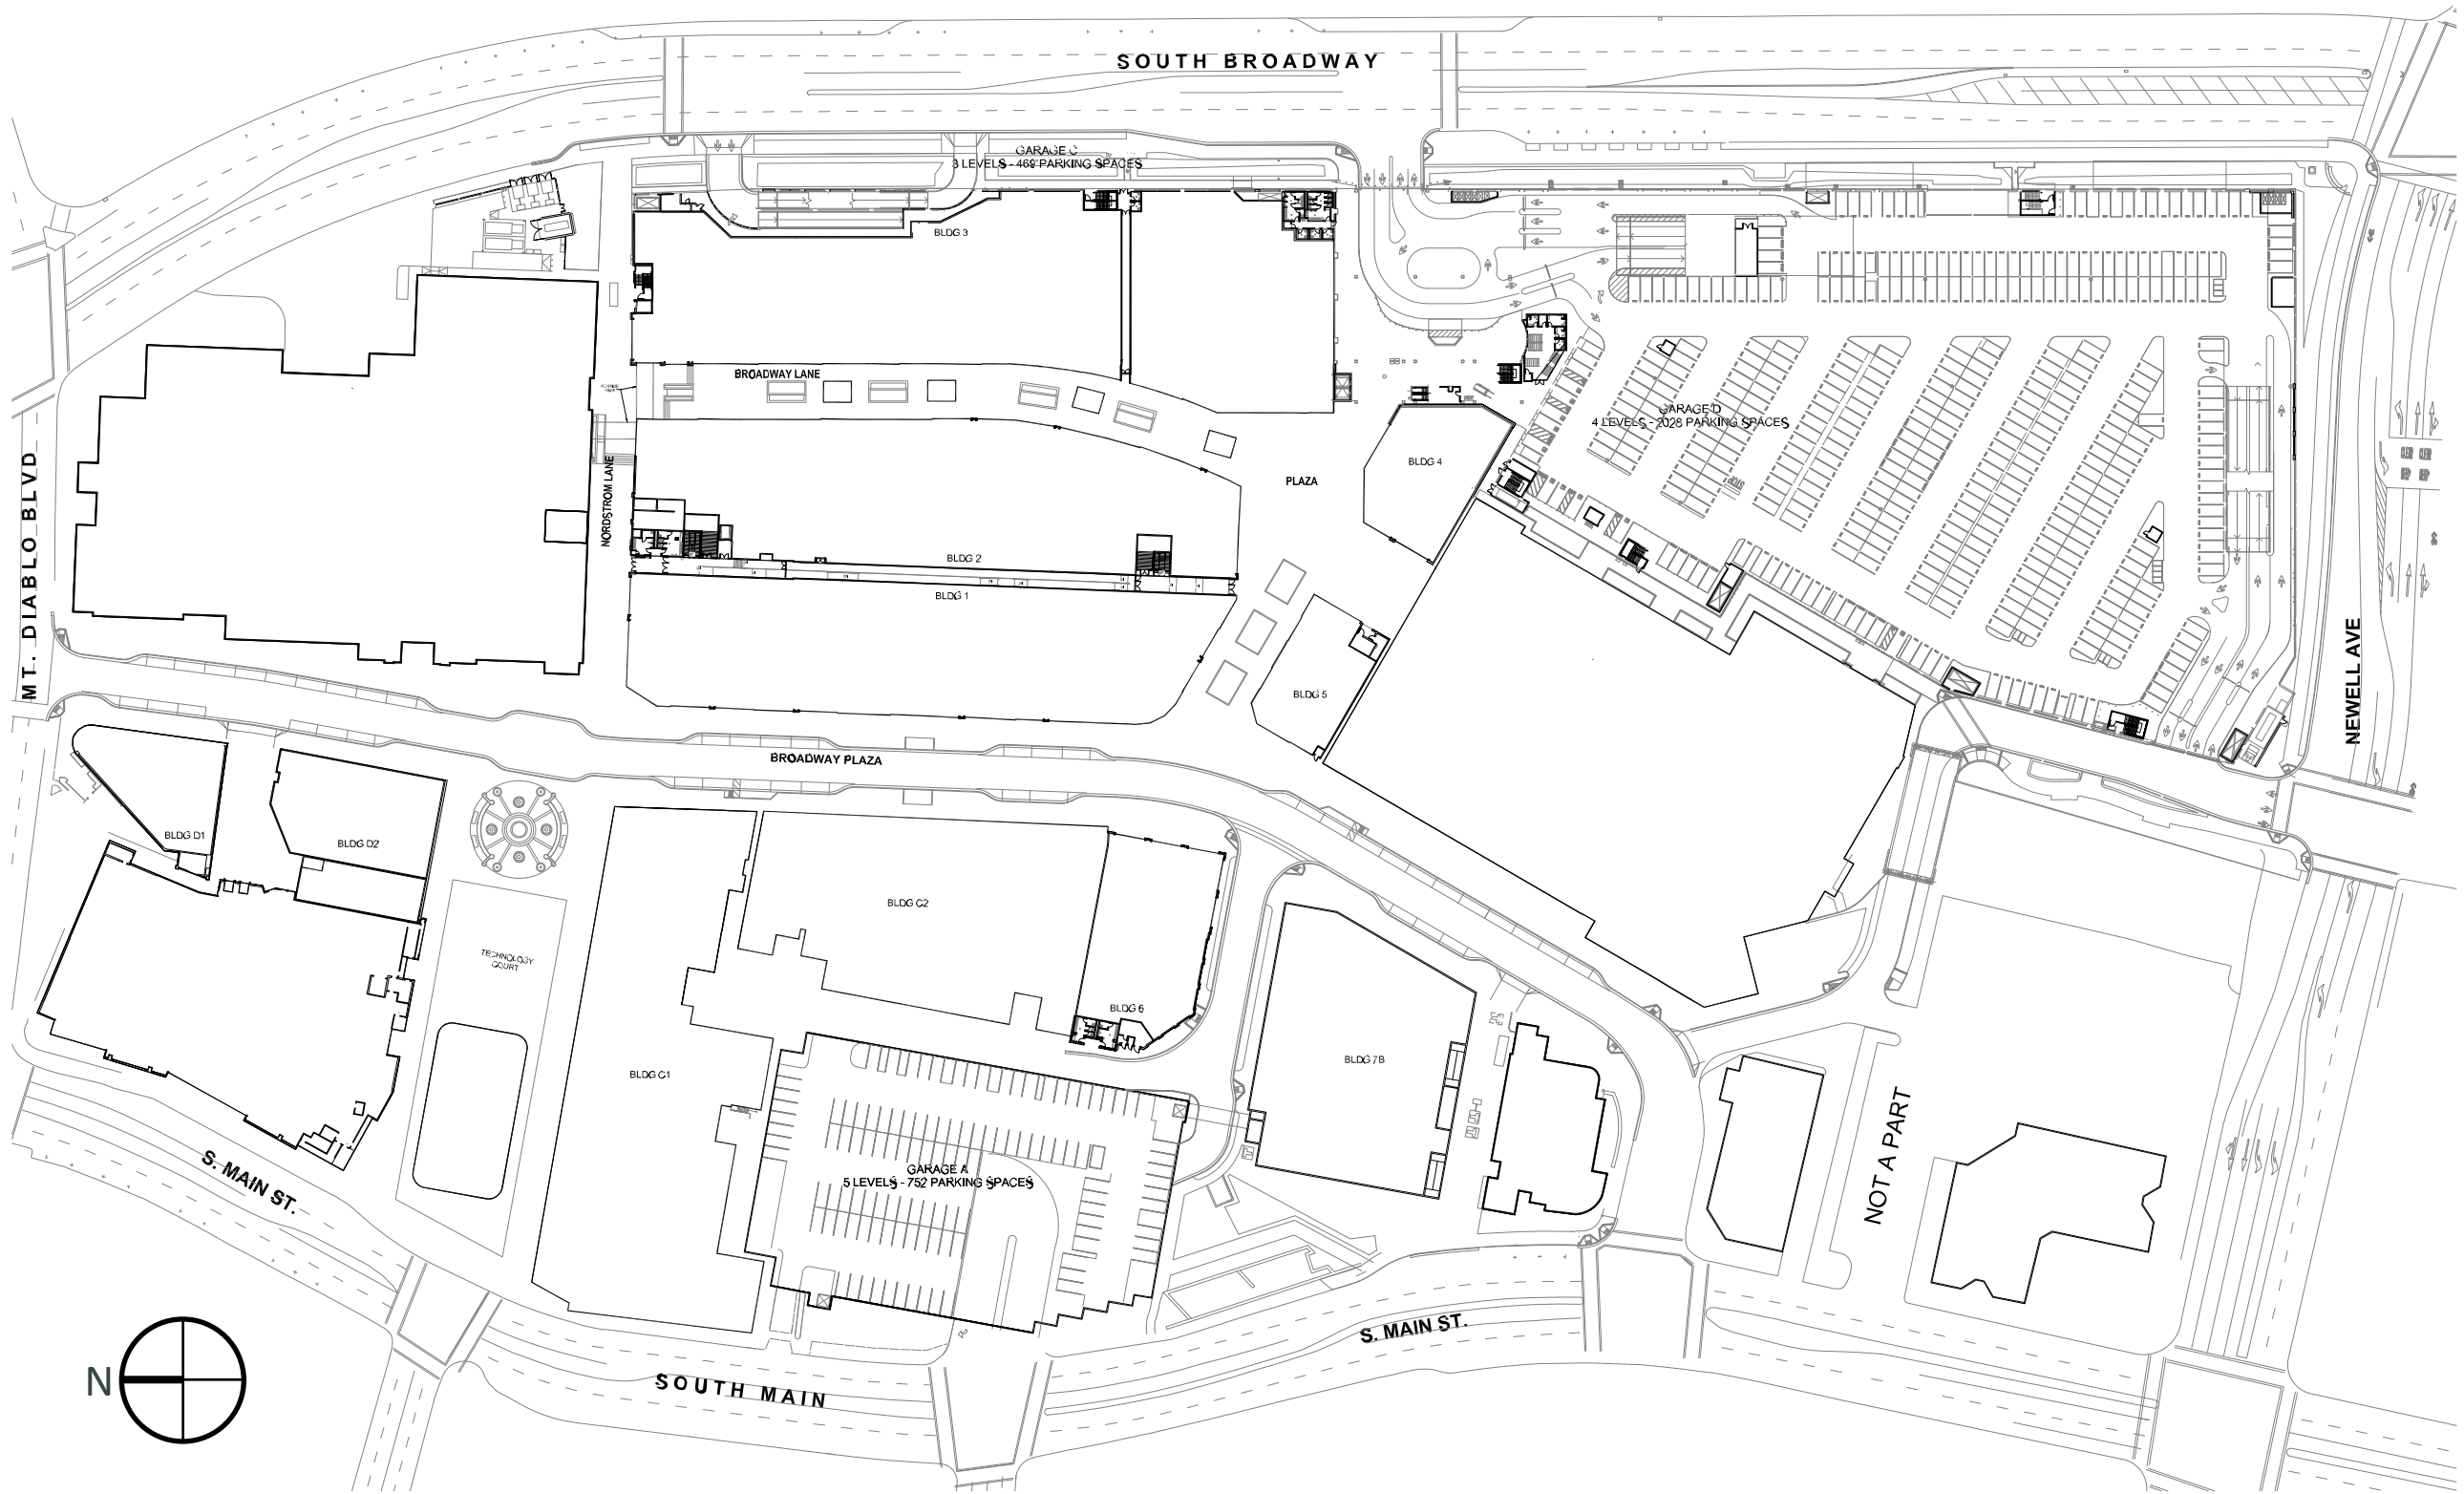 SOUTH BROADWAY
GARAGE C
3 LEVELS - 469 PARKING SPACES
BLDG 3
BROADWAY LANE
GARAGE D
4 LEVELS - 2028 PARKING SPACES
BLDG 4
PLAZA
NORDSTROM LANE
MT. DIABLO BLVD
STOP
BLDG 2
BLDG 1
NEWELL AVE
BLDG 5
BROADWAY PLAZA
BLDG D1
BLDG D2
BLDG C2
TECHNOLOGY
COURT
BLDG 6
BLDG 7B
BLDG C1
NOT A PART
GARAGE A
5 LEVELS - 752 PARKING SPACES
S. MAIN ST.
S. MAIN ST.
N
SOUTH MAIN